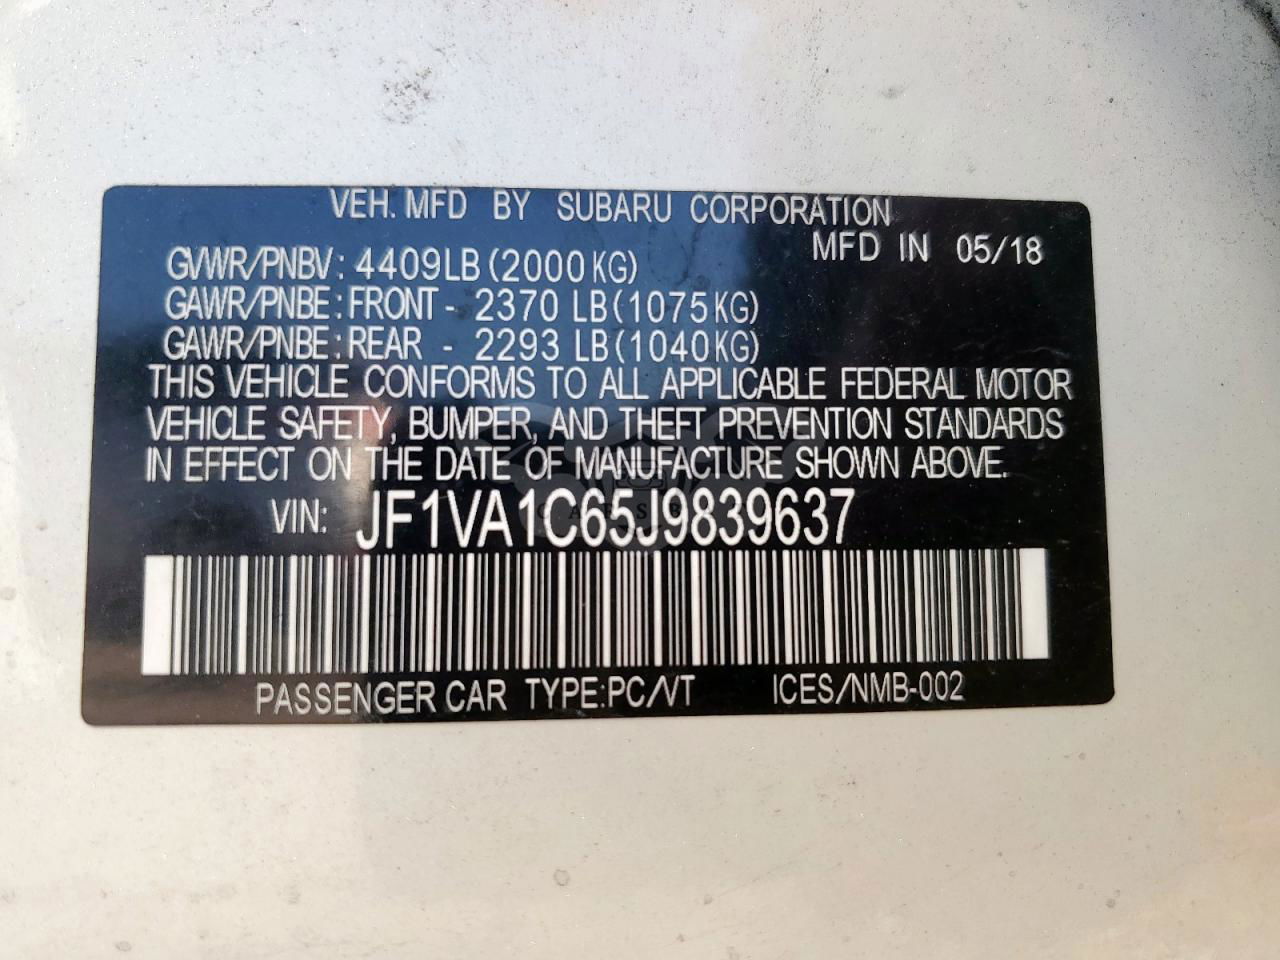 VEH. MFD BY SUBARU CORPORATION
MFD IN 05/18
GVWR/PNBV: 4409LB (2000KG)
GAWR/PNBE: FRONT - 2370 LB (1075KG)
GAWR/PNBE: REAR - 2293 LB (1040KG)
THIS VEHICLE CONFORMS TO ALL APPLICABLE FEDERAL MOTOR
VEHICLE SAFETY, BUMPER, AND THEFT PREVENTION STANDARDS
IN EFFECT ON THE DATE OF MANUFACTURE SHOWN ABOVE.
VIN: JF1VA1C65J9839637
PASSENGER CAR TYPE:PC/VT ICES/NMB-002